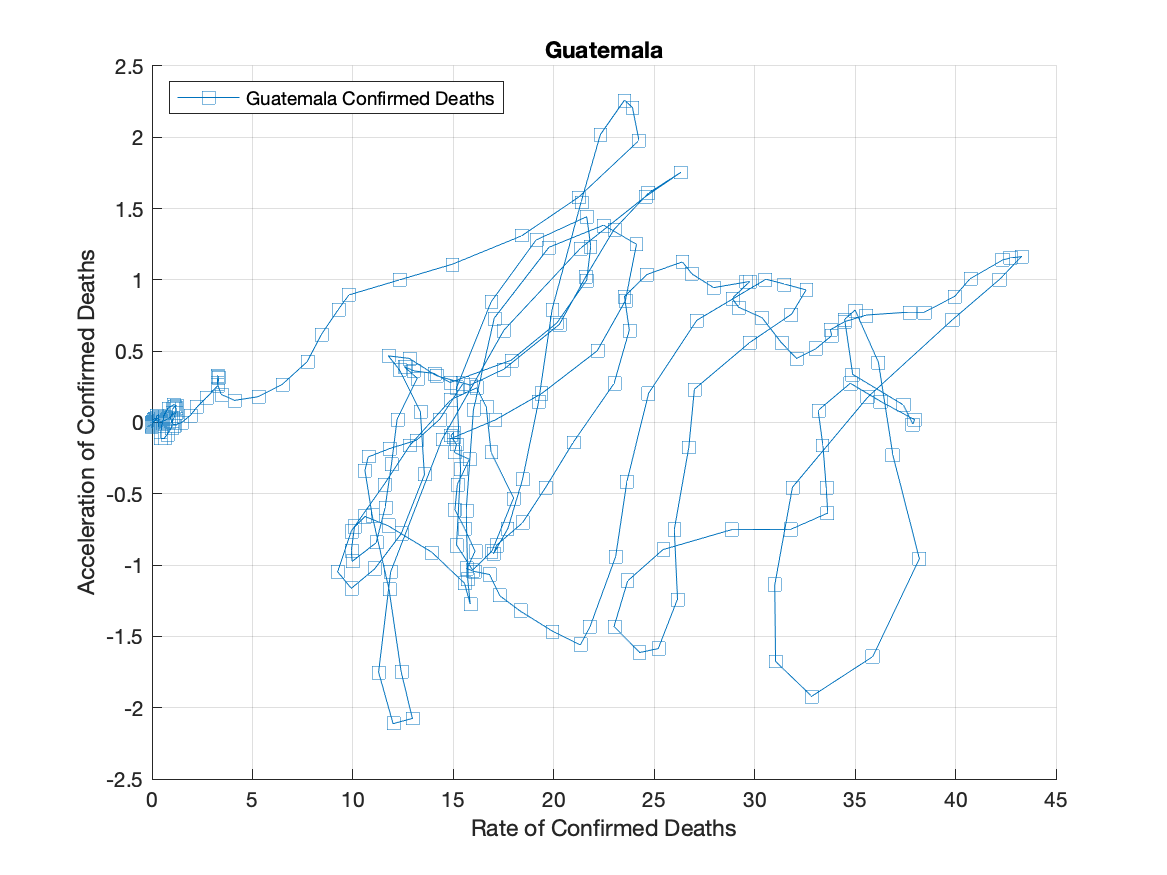 Guatemala
Guatemala Confirmed Deaths
2.5
2
1.5
1
0.5
0
-0.5
-1
-1.5
-2
-2.5
Acceleration of Confirmed Deaths
0 5 10 15 20 25 30 35 40 45
Rate of Confirmed Deaths